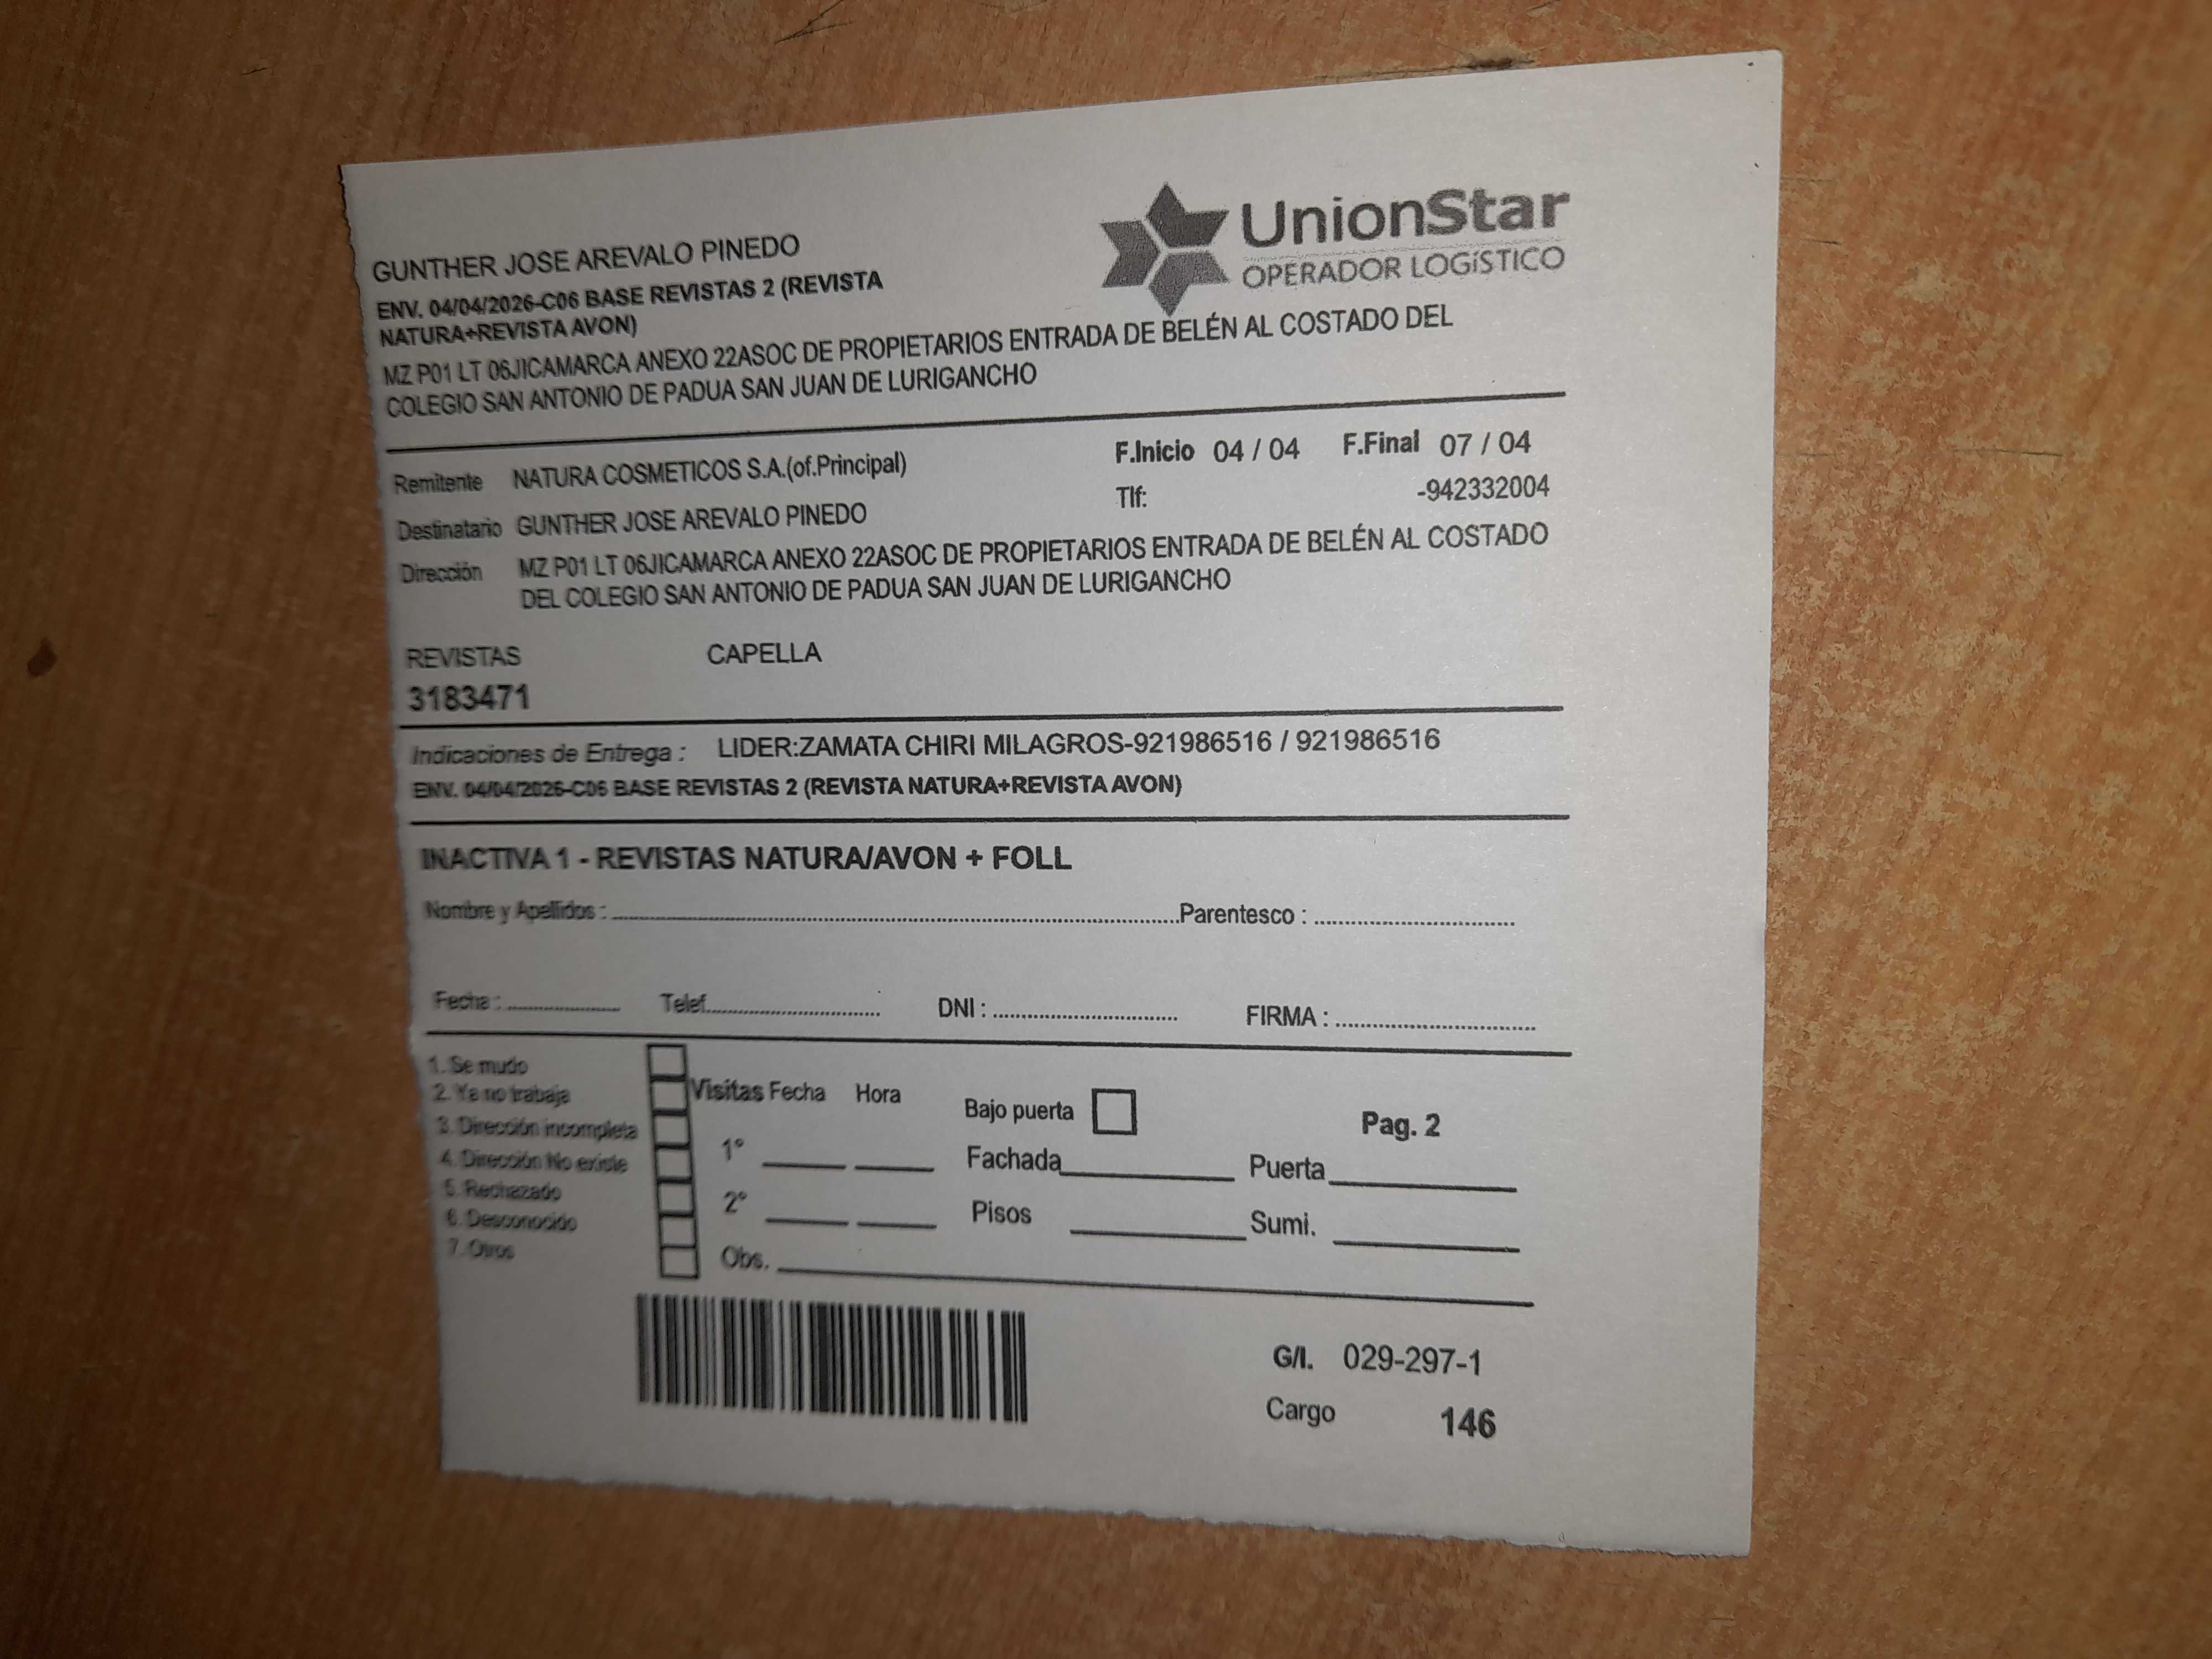 UnionStar
OPERADOR LOGíSTICO
GUNTHER JOSE AREVALO PINEDO
ENV. 04/04/2026-C06 BASE REVISTAS 2 (REVISTA
NATURA+REVISTA AVON)
MZ P01 LT 06JICAMARCA ANEXO 22ASOC DE PROPIETARIOS ENTRADA DE BELÉN AL COSTADO DEL
COLEGIO SAN ANTONIO DE PADUA SAN JUAN DE LURIGANCHO
Remitente NATURA COSMETICOS S.A.(of.Principal) F.Inicio 04 / 04 F.Final 07 / 04
Destinatario GUNTHER JOSE AREVALO PINEDO Tlf: -942332004
Dirección MZ P01 LT 06JICAMARCA ANEXO 22ASOC DE PROPIETARIOS ENTRADA DE BELÉN AL COSTADO
DEL COLEGIO SAN ANTONIO DE PADUA SAN JUAN DE LURIGANCHO
REVISTAS CAPELLA
3183471
Indicaciones de Entrega : LIDER:ZAMATA CHIRI MILAGROS-921986516 / 921986516
ENV. 04/04/2026-C06 BASE REVISTAS 2 (REVISTA NATURA+REVISTA AVON)
INACTIVA 1 - REVISTAS NATURA/AVON + FOLL
Nombre y Apellidos : Parentesco :
Fecha : Telef. DNI : FIRMA :
1. Se mudo
2. Ya no trabaja
3. Dirección incompleta
4. Dirección No existe
5. Rechazado
6. Desconocido
7. Otros
Visitas Fecha Hora
1°
2°
Obs.
Bajo puerta Pag. 2
Fachada Puerta
Pisos Sumi.
G/I. 029-297-1
Cargo 146